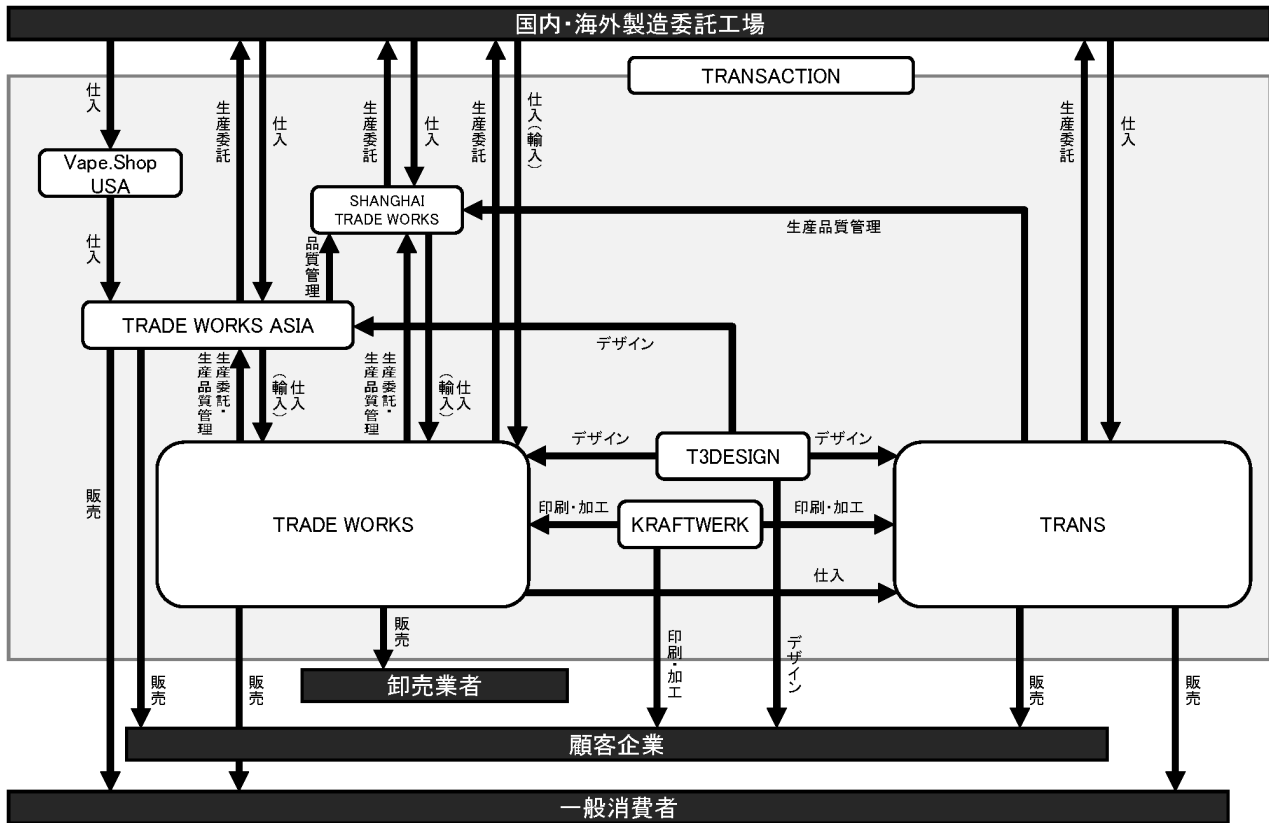 国内・海外製造委託工場
TRANSACTION
仕入
生産委託
仕入
生産委託
仕入
生産委託
仕入(輸入)
生産委託
仕入
Vape.Shop
USA
SHANGHAI
TRADE WORKS
生産品質管理
仕入
品質管理
TRADE WORKS ASIA
デザイン
生産委託・
生産品質管理
仕入
(輸入)
生産委託・
生産品質管理
仕入
(輸入)
デザイン
T3DESIGN
デザイン
TRADE WORKS
印刷・加工
KRAFTWERK
印刷・加工
TRANS
仕入
販売
販売
販売
販売
印刷・加工
デザイン
販売
販売
卸売業者
顧客企業
一般消費者